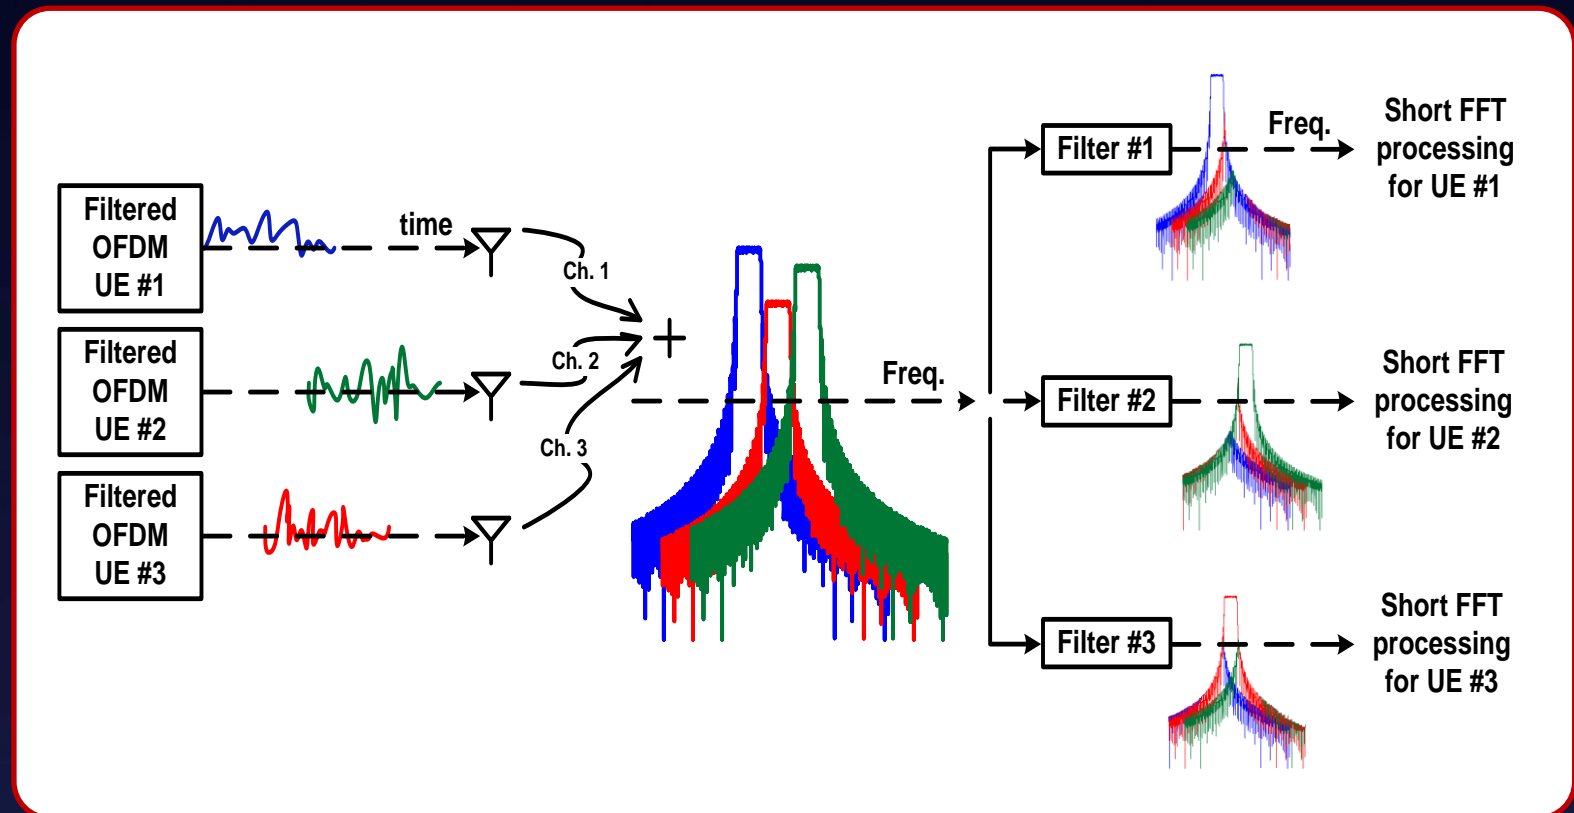 Filtered
OFDM
UE #1
time
Ch. 1
Filtered
OFDM
UE #2
Ch. 2
Filtered
OFDM
UE #3
Ch. 3
+
Freq.
Filter #1
Freq.
Short FFT
processing
for UE #1
Filter #2
Short FFT
processing
for UE #2
Filter #3
Short FFT
processing
for UE #3